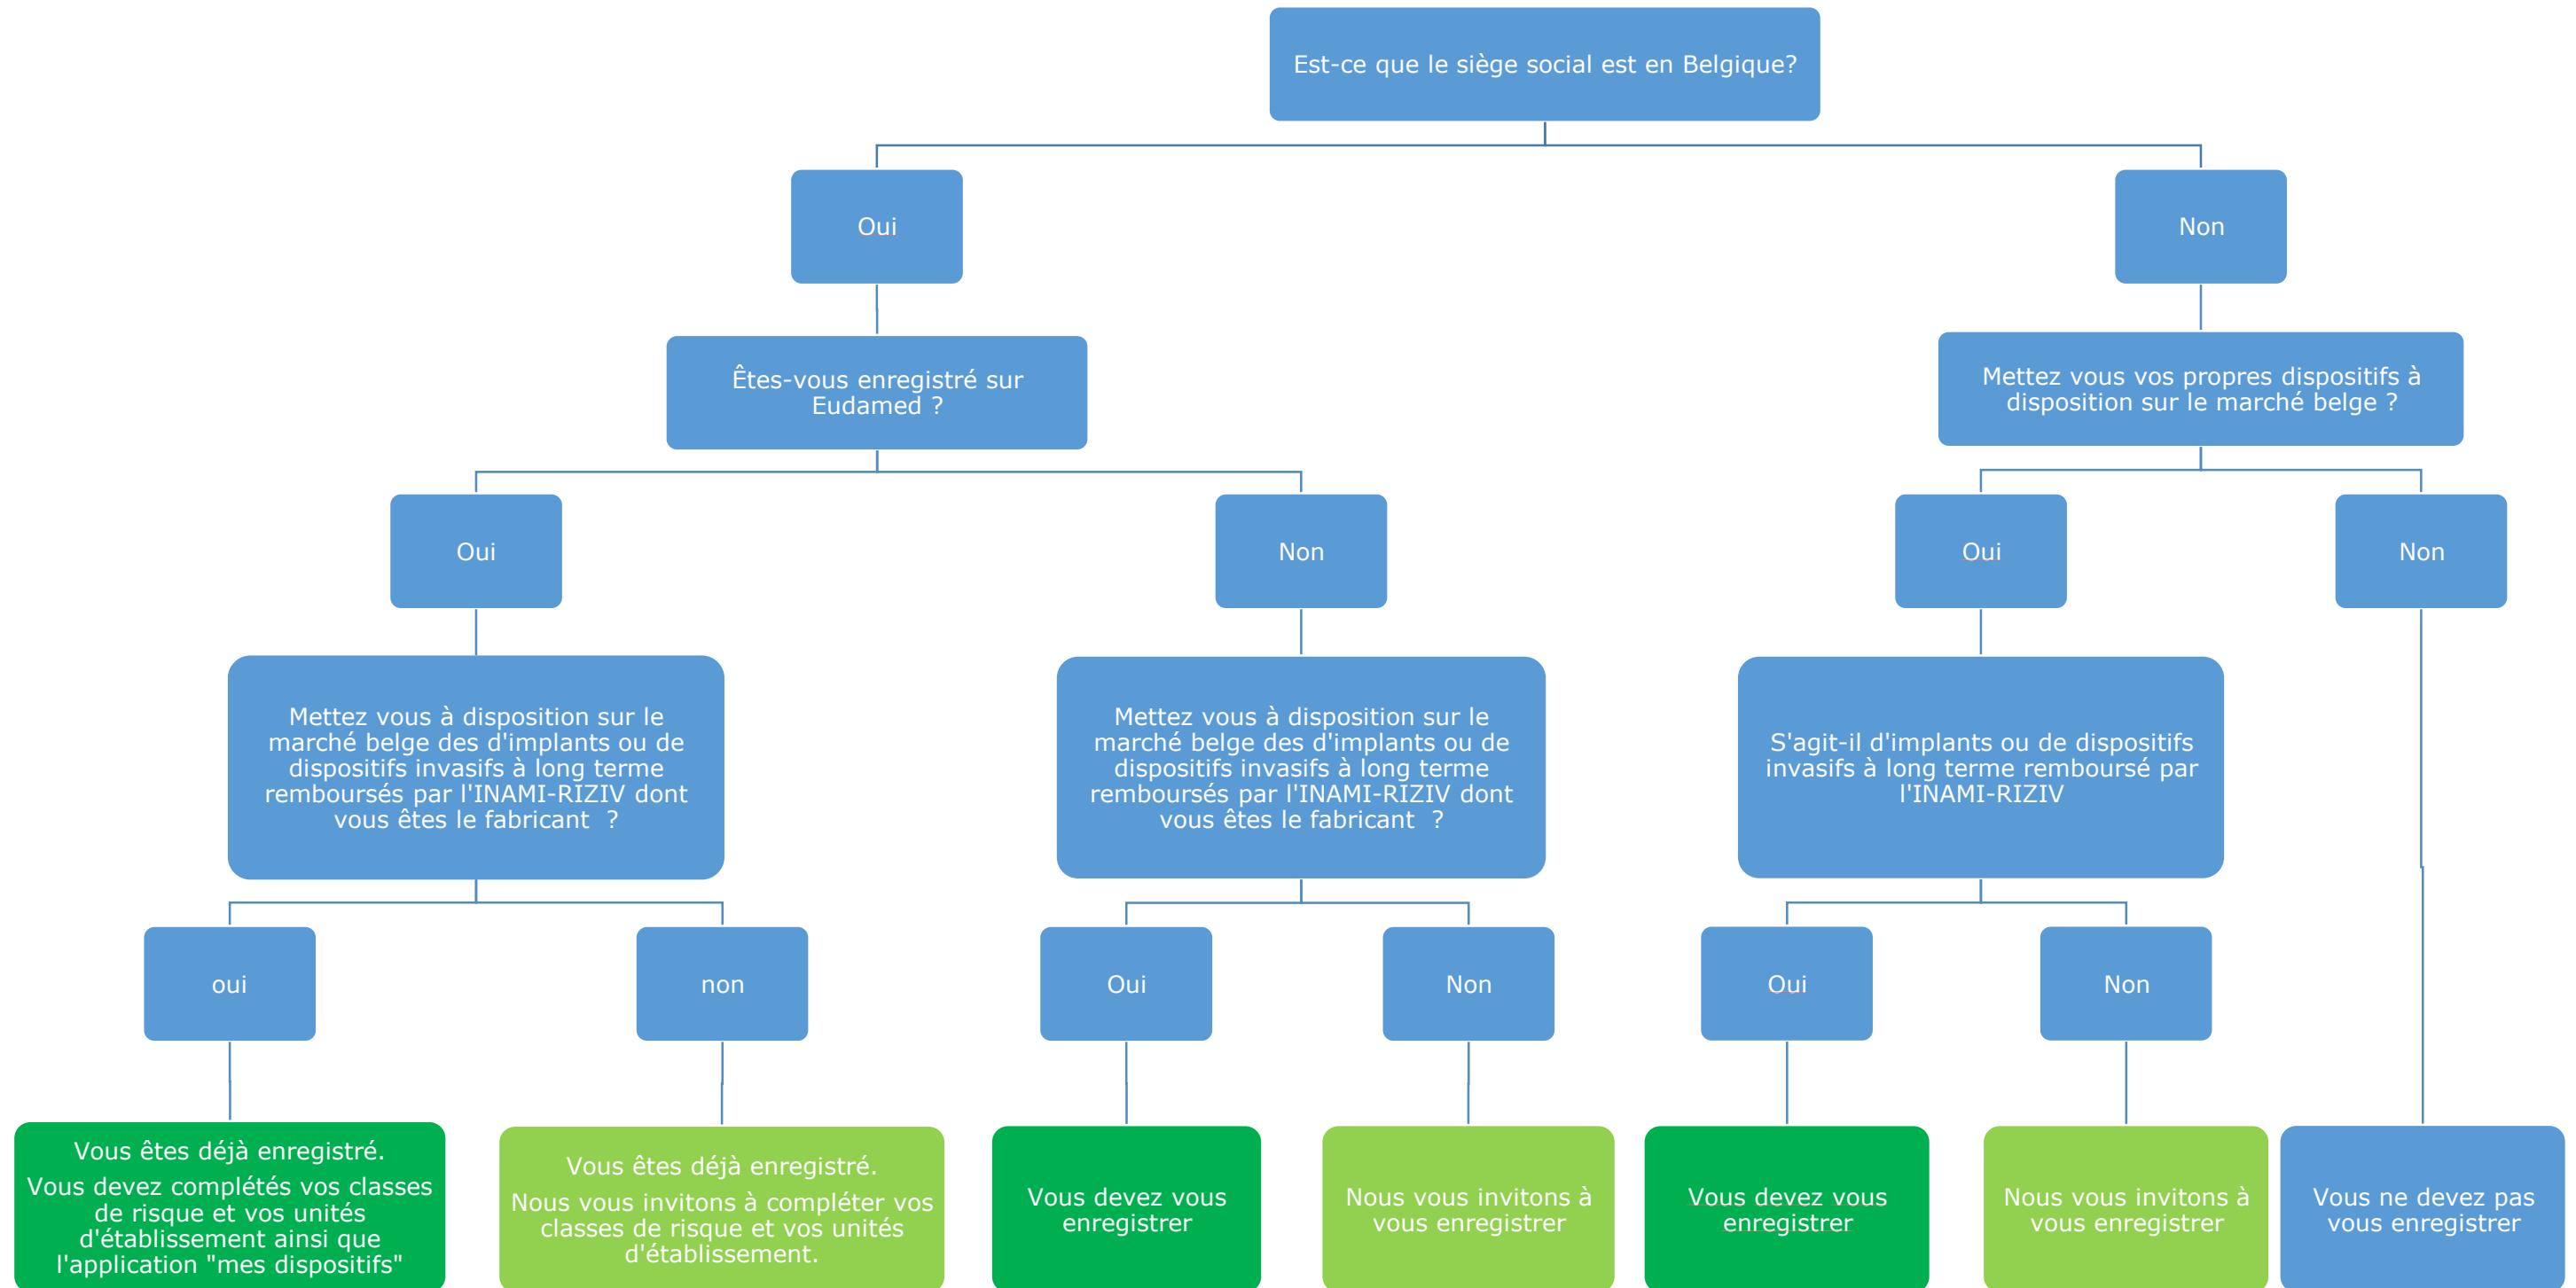 Est-ce que le siège social est en Belgique?
Oui
Non
Êtes-vous enregistré sur
Eudamed ?
Mettez vous vos propres dispositifs à
disposition sur le marché belge ?
Oui
Non
Oui
Non
Mettez vous à disposition sur le
marché belge des d'implants ou de
dispositifs invasifs à long terme
remboursés par l'INAMI-RIZIV dont
vous êtes le fabricant  ?
Mettez vous à disposition sur le
marché belge des d'implants ou de
dispositifs invasifs à long terme
remboursés par l'INAMI-RIZIV dont
vous êtes le fabricant  ?
S'agit-il d'implants ou de dispositifs
invasifs à long terme remboursé par
l'INAMI-RIZIV
oui
non
Oui
Non
Oui
Non
Vous êtes déjà enregistré.
Vous devez complétés vos classes
de risque et vos unités
d'établissement ainsi que
l'application "mes dispositifs"
Vous êtes déjà enregistré.
Nous vous invitons à compléter vos
classes de risque et vos unités
d'établissement.
Vous devez vous
enregistrer
Nous vous invitons à
vous enregistrer
Vous devez vous
enregistrer
Nous vous invitons à
vous enregistrer
Vous ne devez pas
vous enregistrer